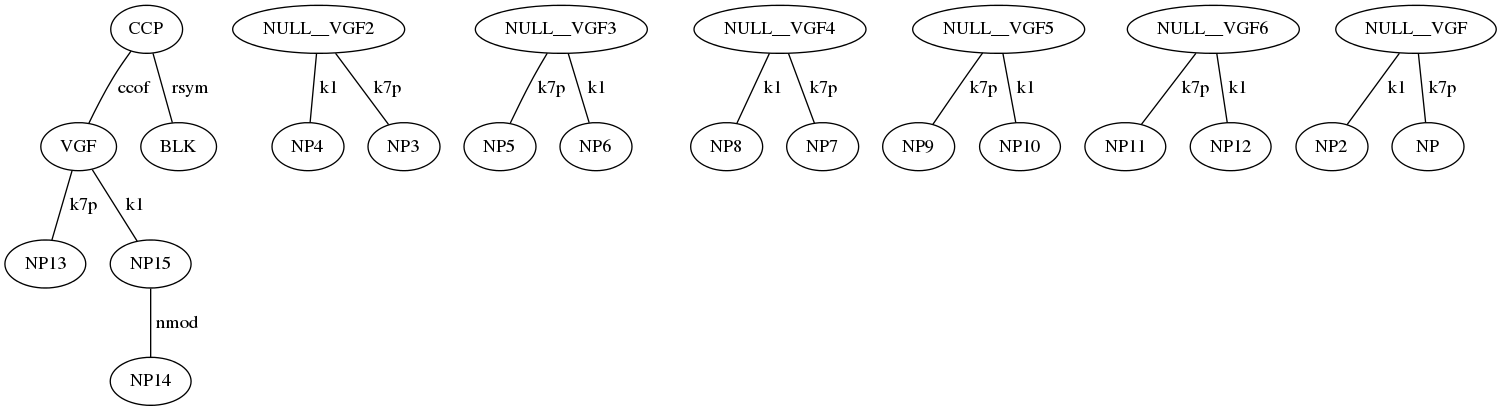 CCP NULL__VGF2 NULL__VGF3 NULL__VGF4 NULL__VGF5 NULL__VGF6 NULL__VGF
ccof rsym k1 k7p k7p k1 k1 k7p k7p k1 k7p k1 k1 k7p
VGF BLK NP4 NP3 NP5 NP6 NP8 NP7 NP9 NP10 NP11 NP12 NP2 NP
k7p k1
NP13 NP15
nmod
NP14